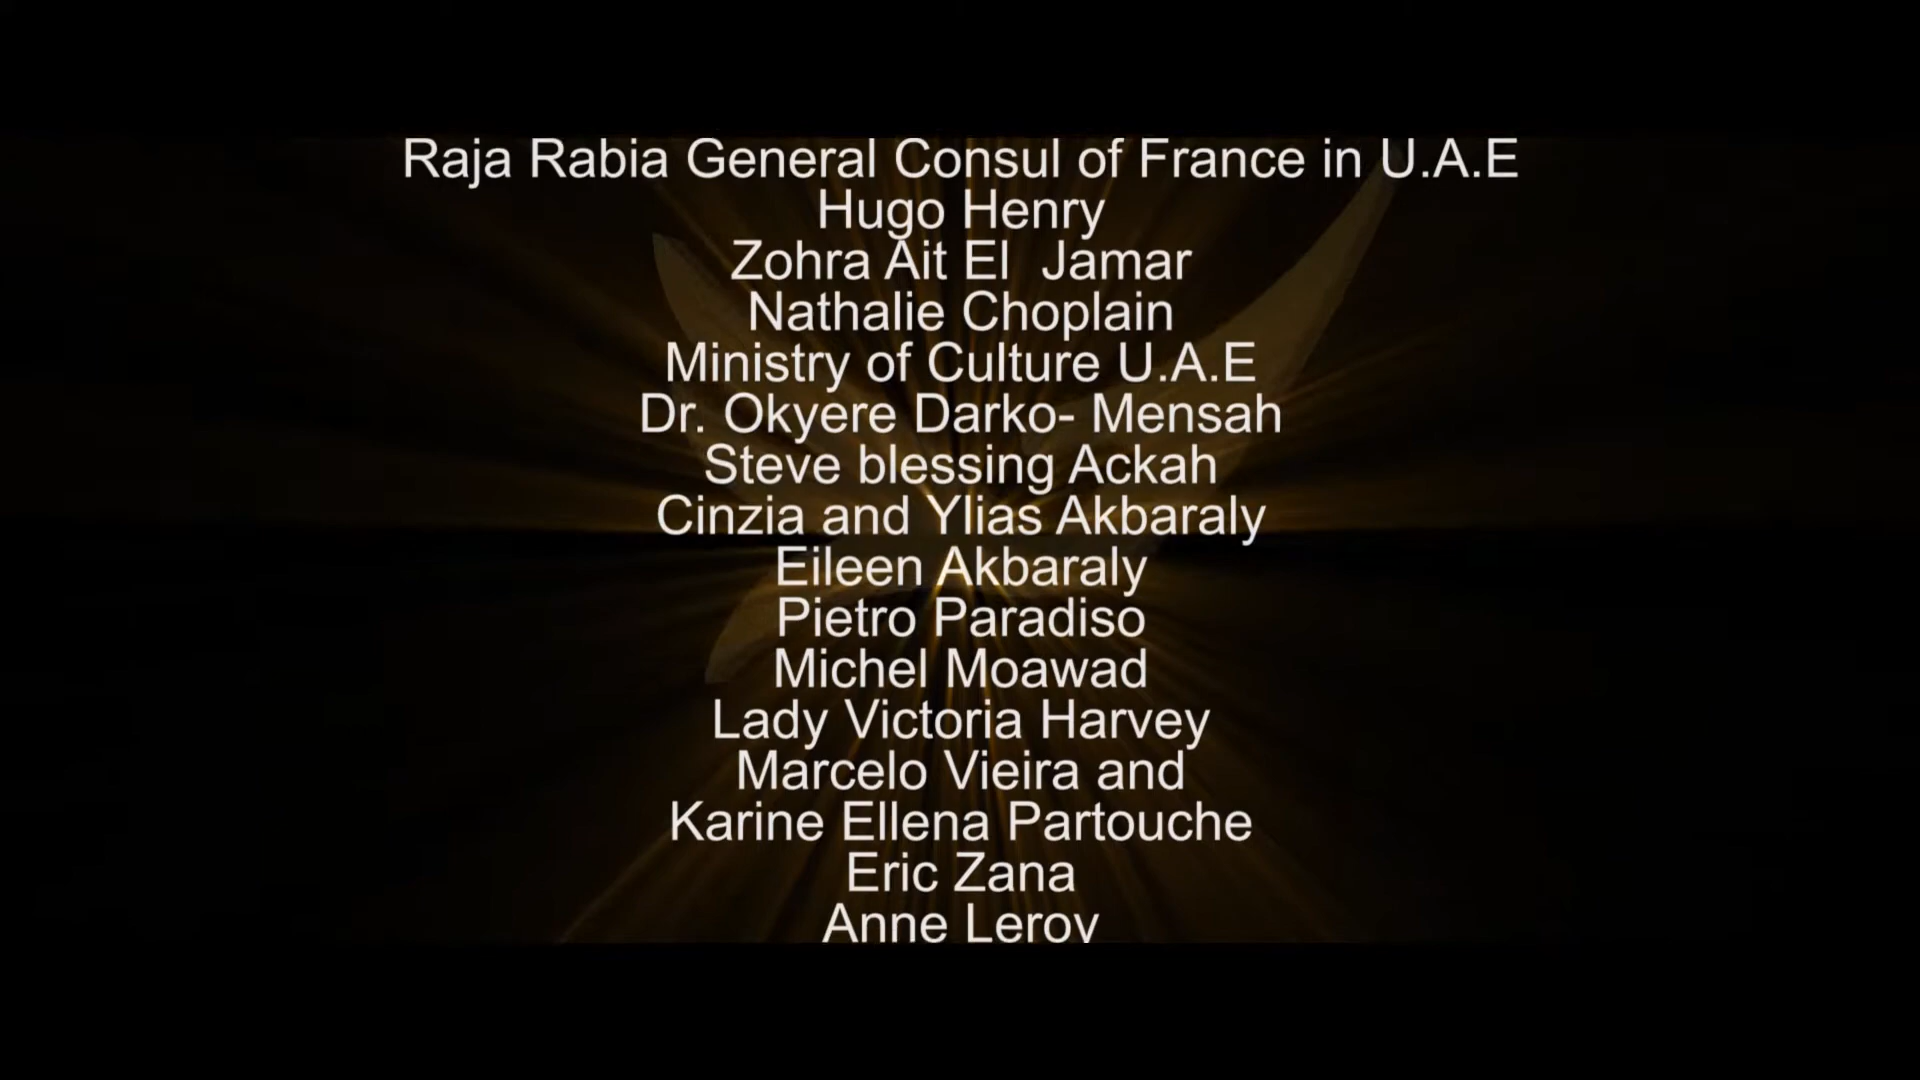 Raja Rabia General Consul of France in U.A.E
Hugo Henry
Zohra Ait El  Jamar
Nathalie Choplain
Ministry of Culture U.A.E
Dr. Okyere Darko- Mensah
Steve blessing Ackah
Cinzia and Ylias Akbaraly
Eileen Akbaraly
Pietro Paradiso
Michel Moawad
Lady Victoria Harvey
Marcelo Vieira and
Karine Ellena Partouche
Eric Zana
Anne Leroy